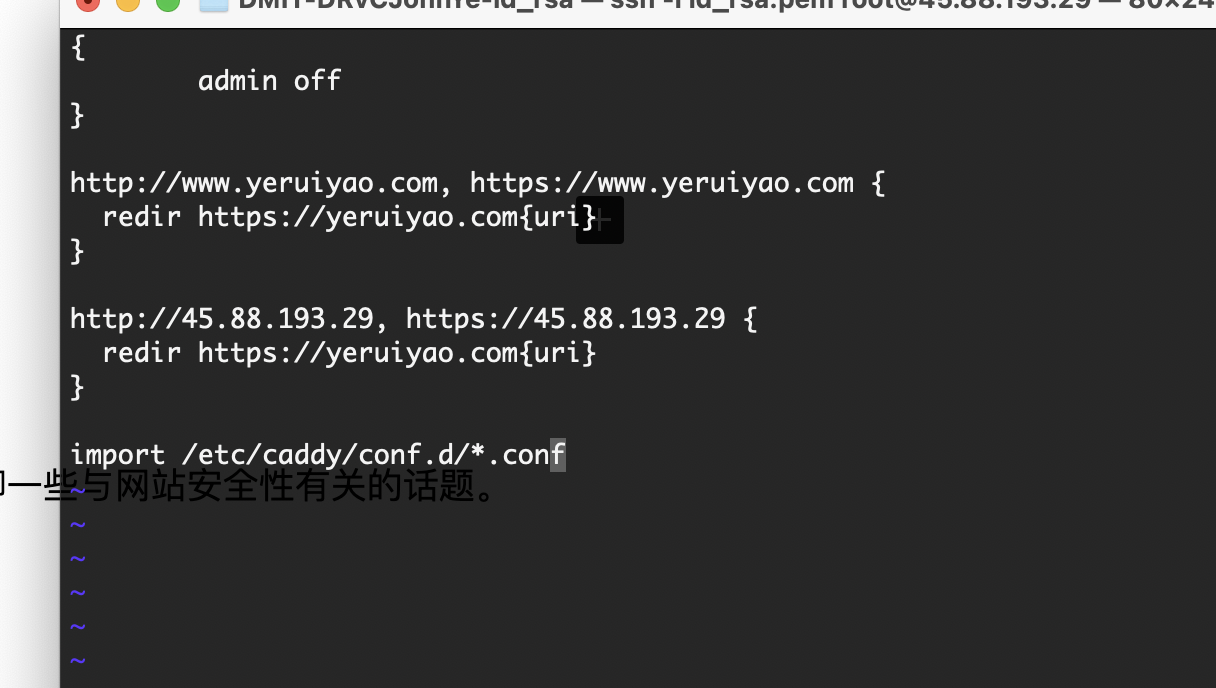 DMIT-DRVCJohnYe-id_rsa — ssh -i id_rsa.pem root@45.88.193.29 — 80×24
{
admin off
}
http://www.yeruiyao.com, https://www.yeruiyao.com {
redir https://yeruiyao.com{uri}
}
http://45.88.193.29, https://45.88.193.29 {
redir https://yeruiyao.com{uri}
}
import /etc/caddy/conf.d/*.conf
一些与网站安全性有关的话题。
~
~
~
~
~
~